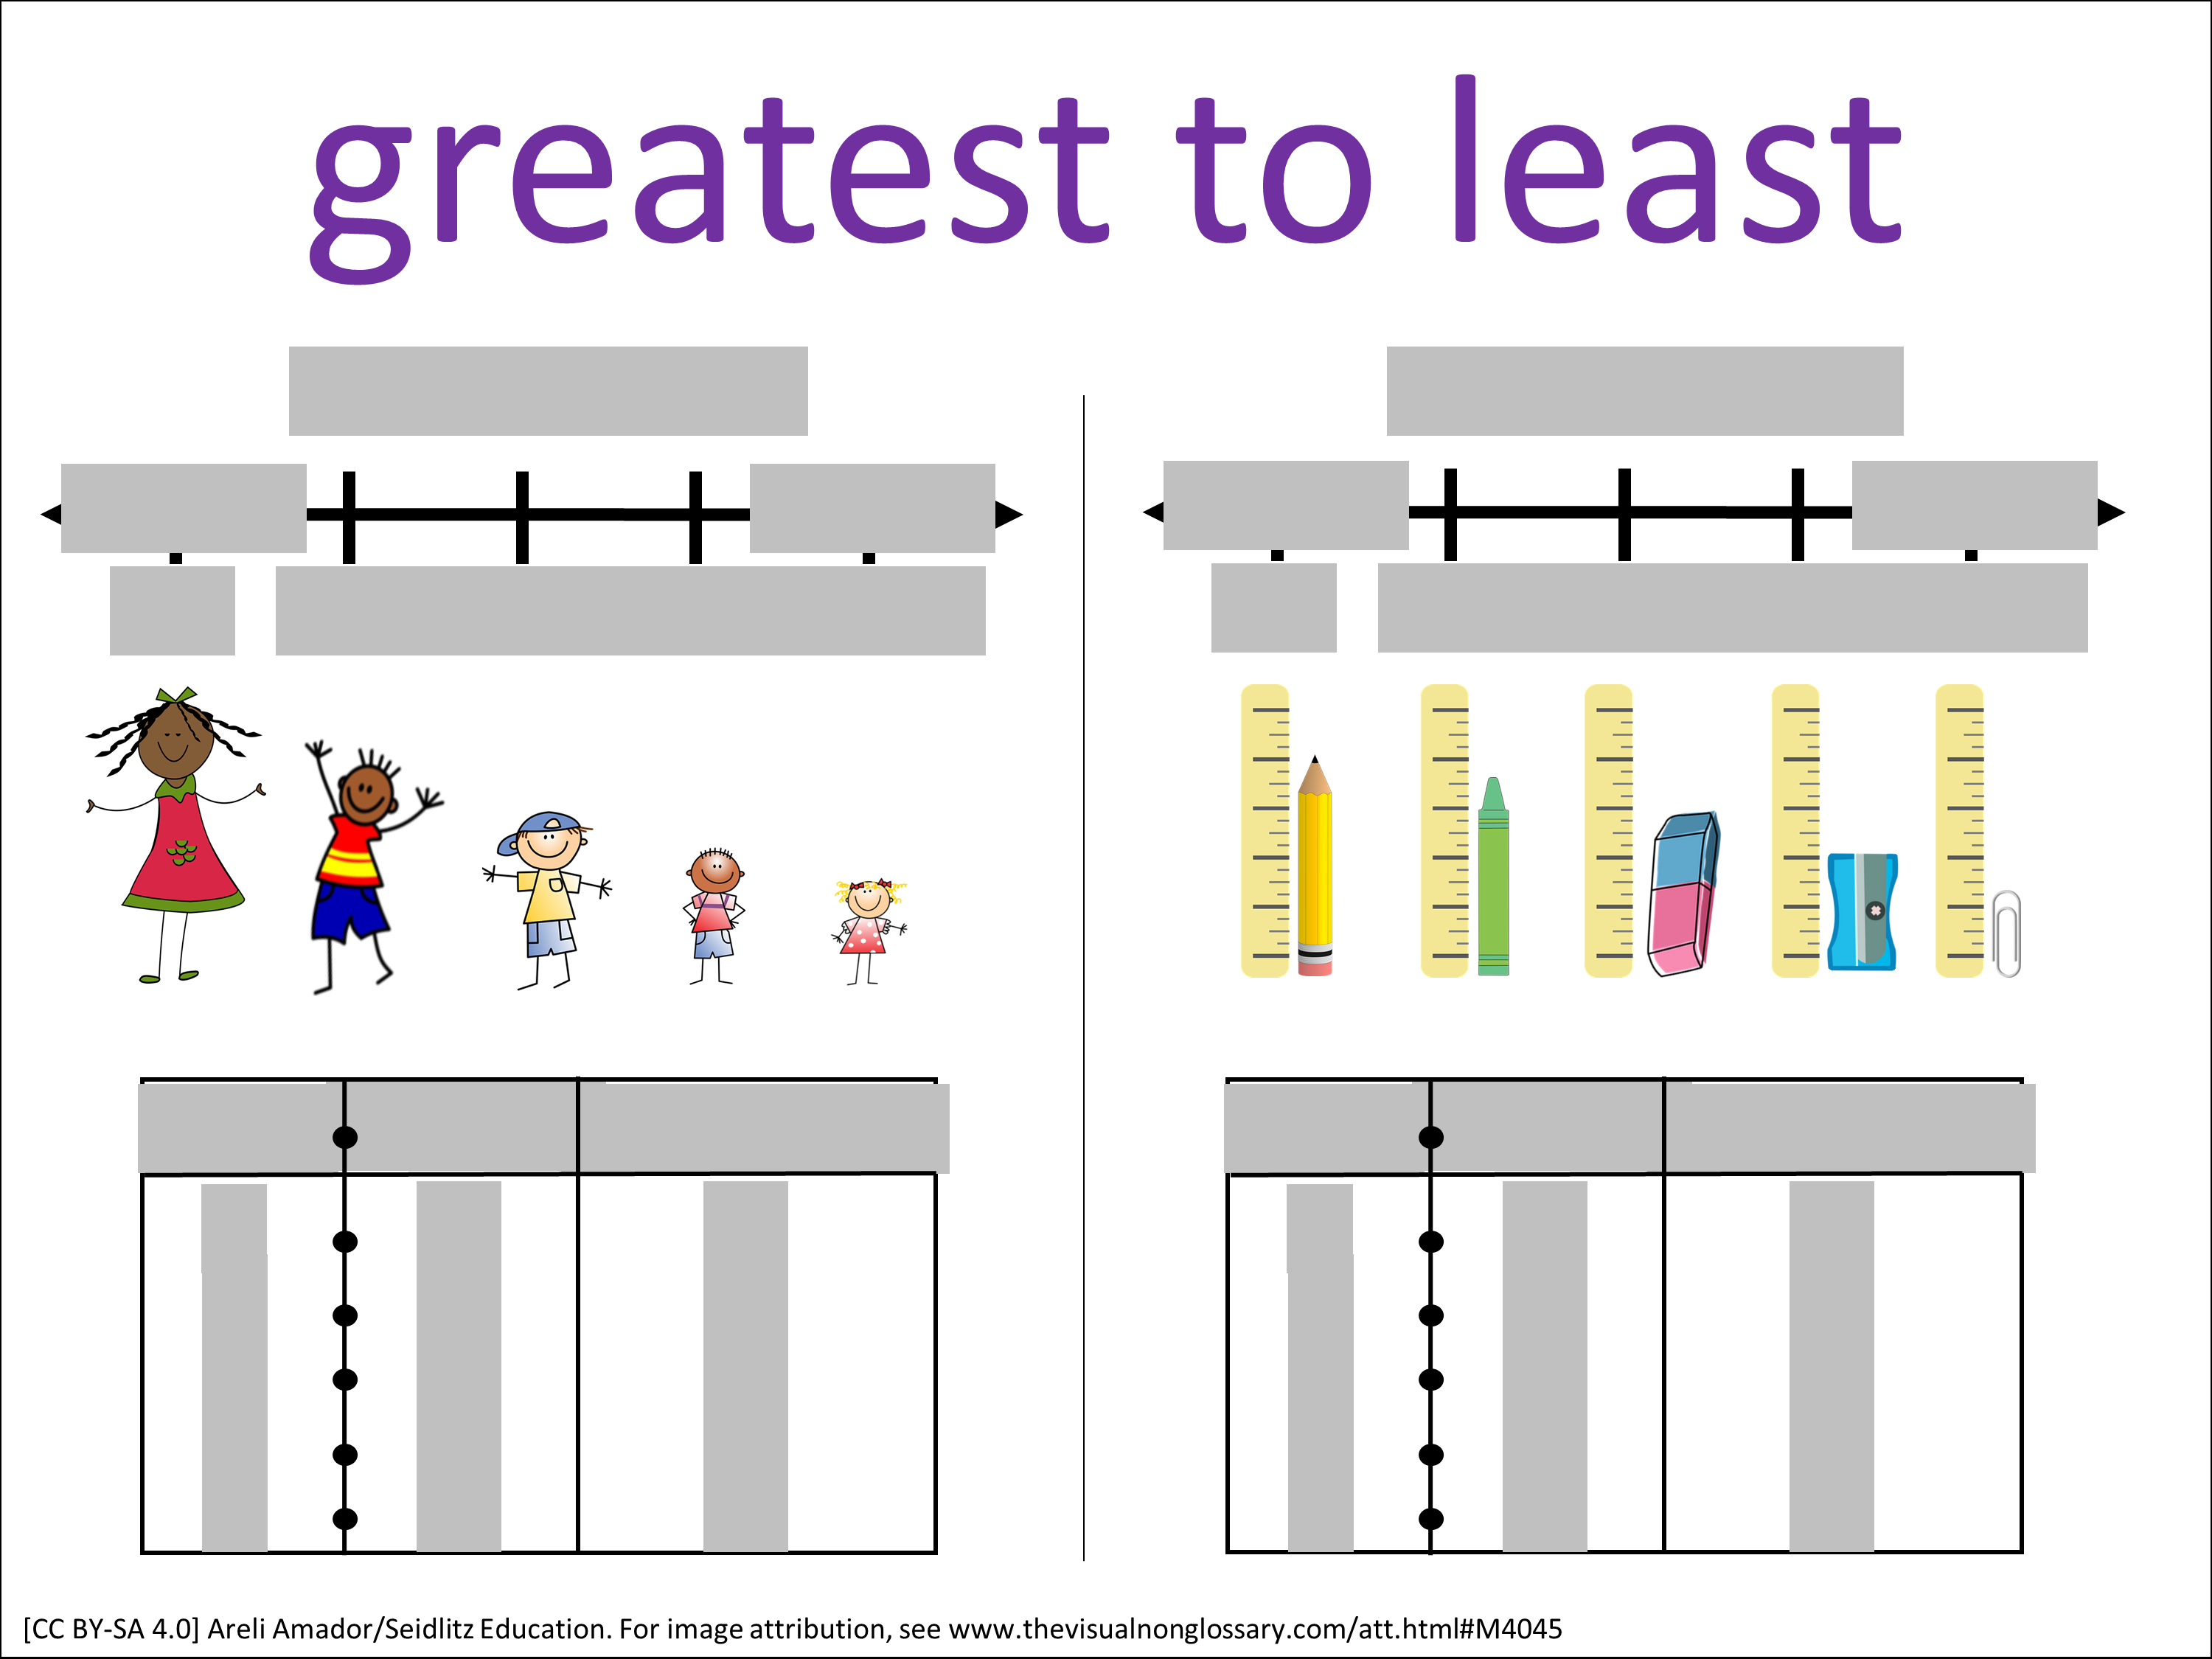 greatest to least
[CC BY-SA 4.0] Areli Amador/Seidlitz Education. For image attribution, see www.thevisualnonglossary.com/att.html#M4045